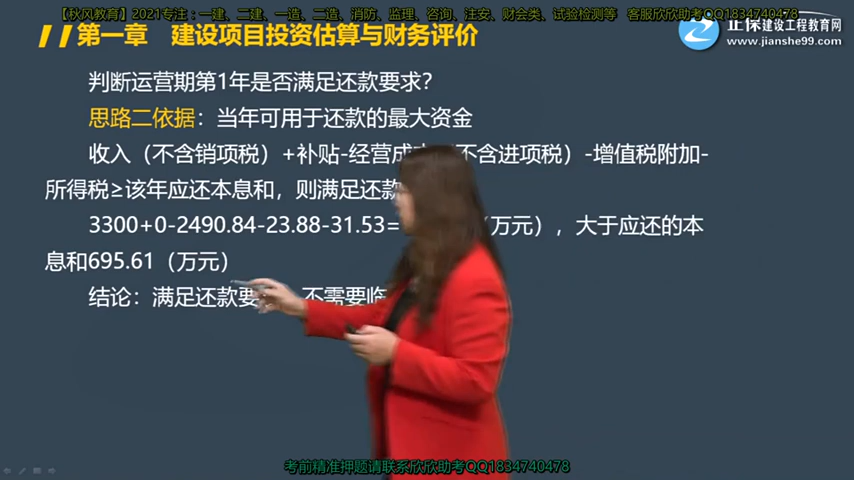 【秋风教育】2021专注：一建、二建、一造、二造、消防、监理、咨询、注安、财会类、试验检测等 客服欣欣助考QQ1834740478
第一章 建设项目投资估算与财务评价
正保建设工程教育网
www.jianshe99.com
判断运营期第1年是否满足还款要求？
思路二依据：当年可用于还款的最大资金
收入（不含销项税）+补贴-经营成 不含进项税）-增值税附加-
所得税≥该年应还本息和，则满足还款
3300+0-2490.84-23.88-31.53= （万元），大于应还的本
息和695.61（万元）
结论：满足还款要 ，不需要临
考前精准押题请联系欣欣助考QQ1834740478